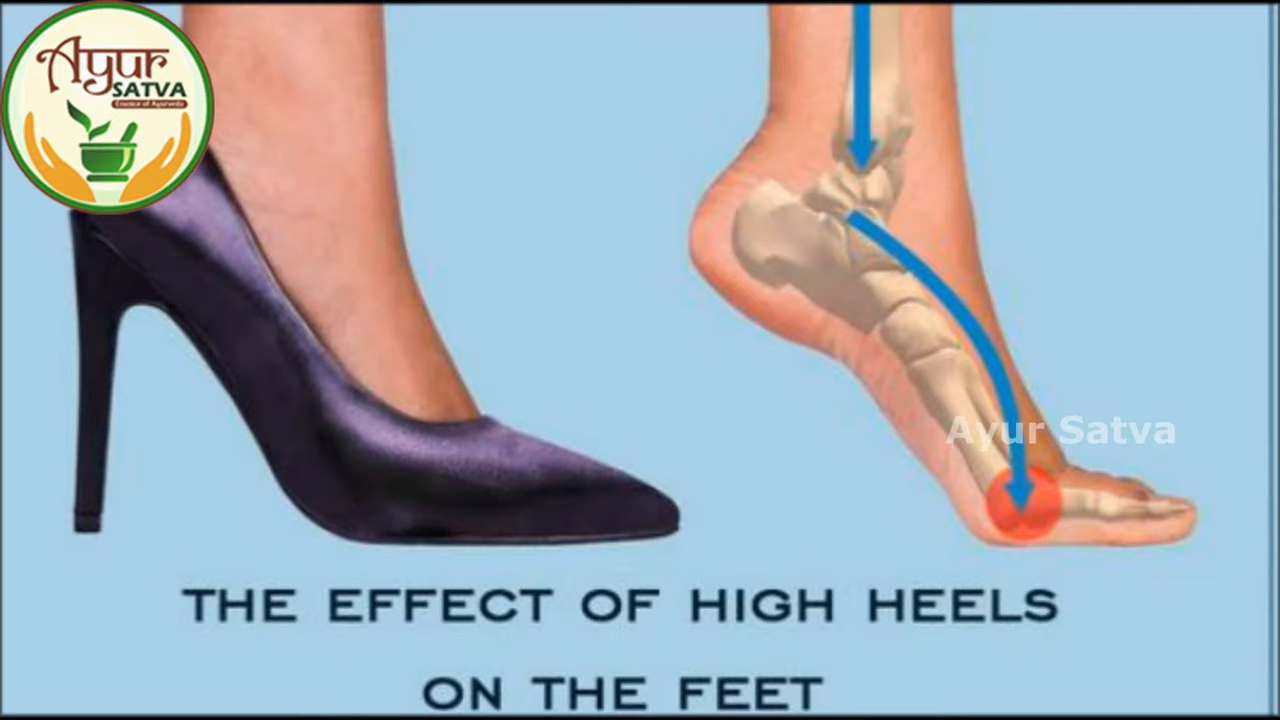 Ayur
SATVA
Essence of Ayurveda
Ayur Satva
THE EFFECT OF HIGH HEELS
ON THE FEET